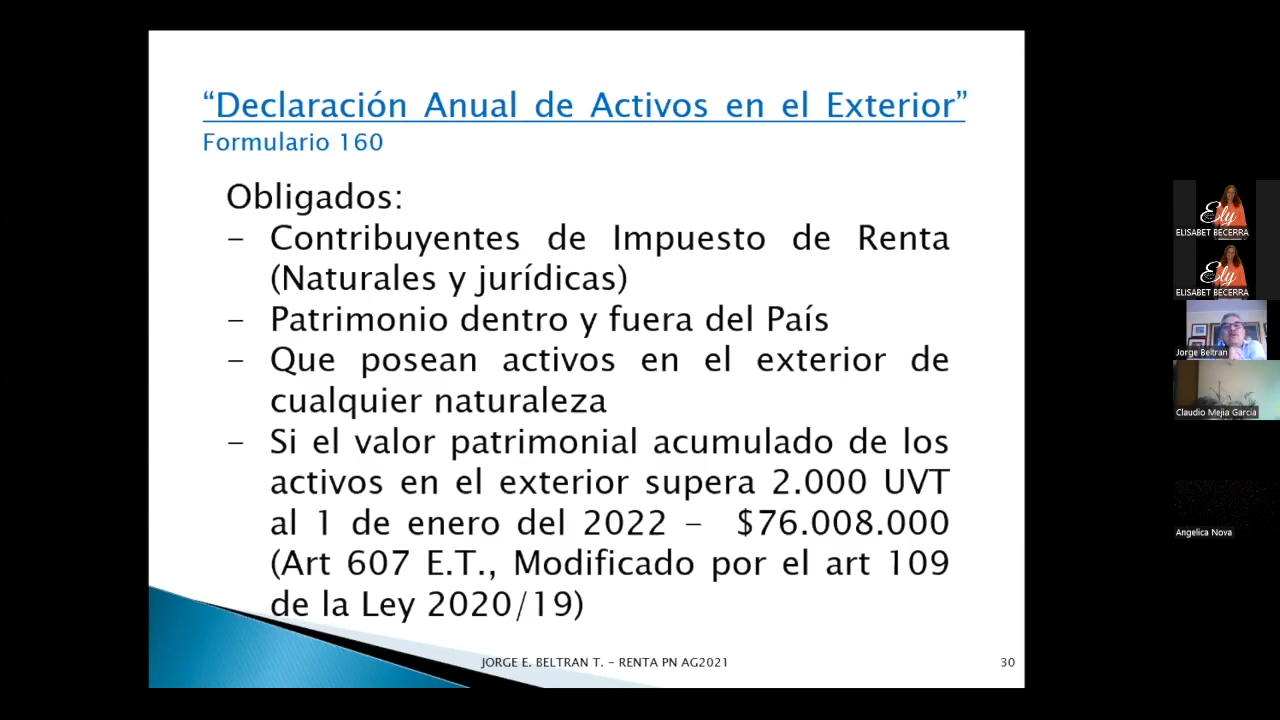 “Declaración Anual de Activos en el Exterior”
Formulario 160
Obligados:
– Contribuyentes de Impuesto de Renta
(Naturales y jurídicas)
– Patrimonio dentro y fuera del País
– Que posean activos en el exterior de
cualquier naturaleza
– Si el valor patrimonial acumulado de los
activos en el exterior supera 2.000 UVT
al 1 de enero del 2022 – $76.008.000
(Art 607 E.T., Modificado por el art 109
de la Ley 2020/19)
JORGE E. BELTRAN T. – RENTA PN AG2021
30
Ely
ELISABET BECERRA
Ely
ELISABET BECERRA
Jorge Beltran
Claudio Mejia Garcia
Angelica Nova